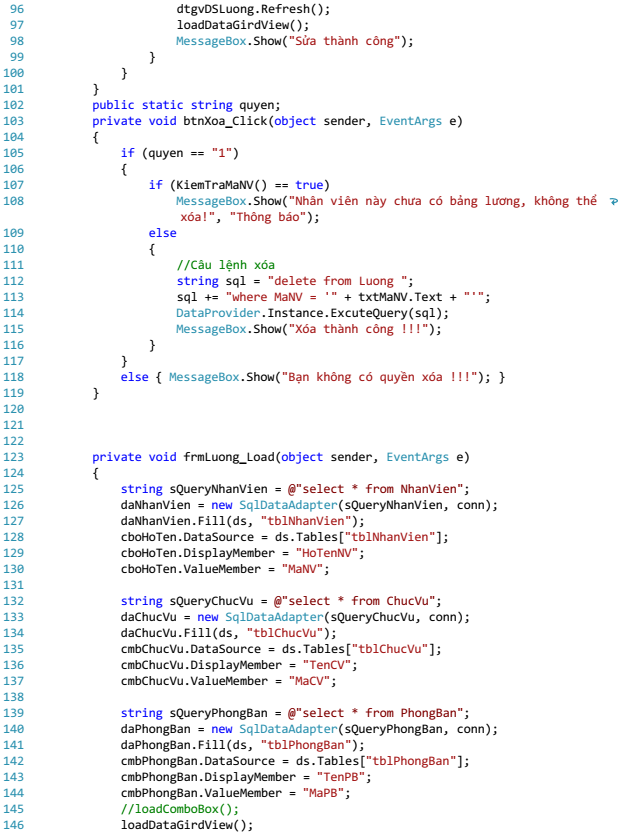 96 dtgvDSLuong.Refresh();
97 loadDataGirdView();
98 MessageBox.Show("Sửa thành công");
99 }
100 }
101 }
102 public static string quyen;
103 private void btnXoa_Click(object sender, EventArgs e)
104 {
105 if (quyen == "1")
106 {
107 if (KiemTraMaNV() == true)
108 MessageBox.Show("Nhân viên này chưa có bảng lương, không thể
xóa!", "Thông báo");
109 else
110 {
111 //Câu lệnh xóa
112 string sql = "delete from Luong ";
113 sql += "where MaNV = '" + txtMaNV.Text + "'";
114 DataProvider.Instance.ExcuteQuery(sql);
115 MessageBox.Show("Xóa thành công !!!");
116 }
117 }
118 else { MessageBox.Show("Bạn không có quyền xóa !!!"); }
119 }
120
121
122
123 private void frmLuong_Load(object sender, EventArgs e)
124 {
125 string sQueryNhanVien = @"select * from NhanVien";
126 daNhanVien = new SqlDataAdapter(sQueryNhanVien, conn);
127 daNhanVien.Fill(ds, "tblNhanVien");
128 cboHoTen.DataSource = ds.Tables["tblNhanVien"];
129 cboHoTen.DisplayMember = "HoTenNV";
130 cboHoTen.ValueMember = "MaNV";
131
132 string sQueryChucVu = @"select * from ChucVu";
133 daChucVu = new SqlDataAdapter(sQueryChucVu, conn);
134 daChucVu.Fill(ds, "tblChucVu");
135 cmbChucVu.DataSource = ds.Tables["tblChucVu"];
136 cmbChucVu.DisplayMember = "TenCV";
137 cmbChucVu.ValueMember = "MaCV";
138
139 string sQueryPhongBan = @"select * from PhongBan";
140 daPhongBan = new SqlDataAdapter(sQueryPhongBan, conn);
141 daPhongBan.Fill(ds, "tblPhongBan");
142 cmbPhongBan.DataSource = ds.Tables["tblPhongBan"];
143 cmbPhongBan.DisplayMember = "TenPB";
144 cmbPhongBan.ValueMember = "MaPB";
145 //loadComboBox();
146 loadDataGirdView();